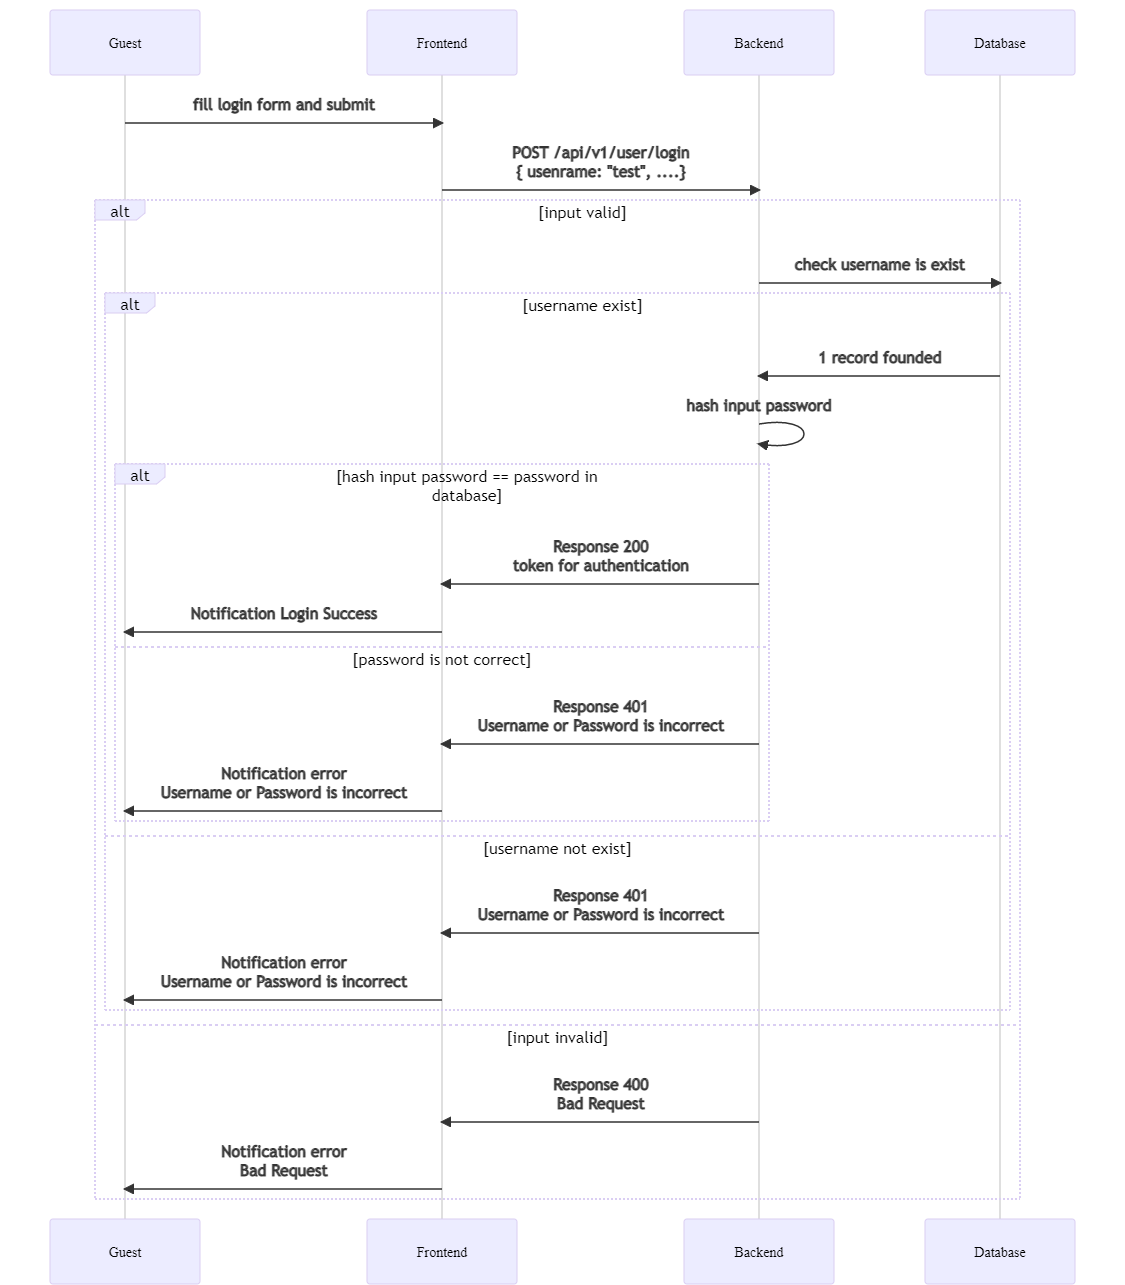 Guest
Frontend
Backend
Database
fill login form and submit
POST /api/v1/user/login
{ usenrame: "test", ....}
alt
[input valid]
check username is exist
alt
[username exist]
1 record founded
hash input password
alt
[hash input password == password in
database]
Response 200
token for authentication
Notification Login Success
[password is not correct]
Response 401
Username or Password is incorrect
Notification error
Username or Password is incorrect
[username not exist]
Response 401
Username or Password is incorrect
Notification error
Username or Password is incorrect
[input invalid]
Response 400
Bad Request
Notification error
Bad Request
Guest
Frontend
Backend
Database